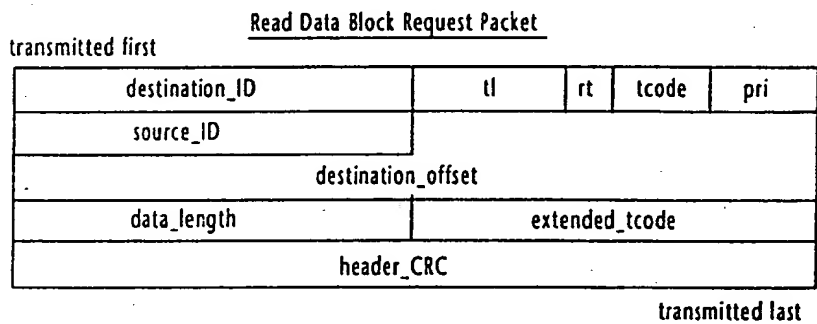 Read Data Block Request Packet
transmitted first
destination_ID tl rt tcode pri
source_ID
destination_offset
data_length extended_tcode
header_CRC
transmitted last